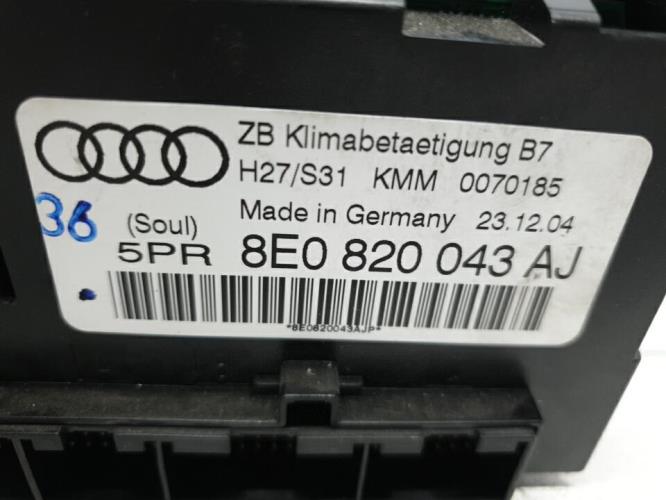 ZB Klimabetaetigung B7
H27/S31 KMM 0070185
Made in Germany 23.12.04
36
(Soul)
5PR 8E0 820 043 AJ
*8E0820043AJP*